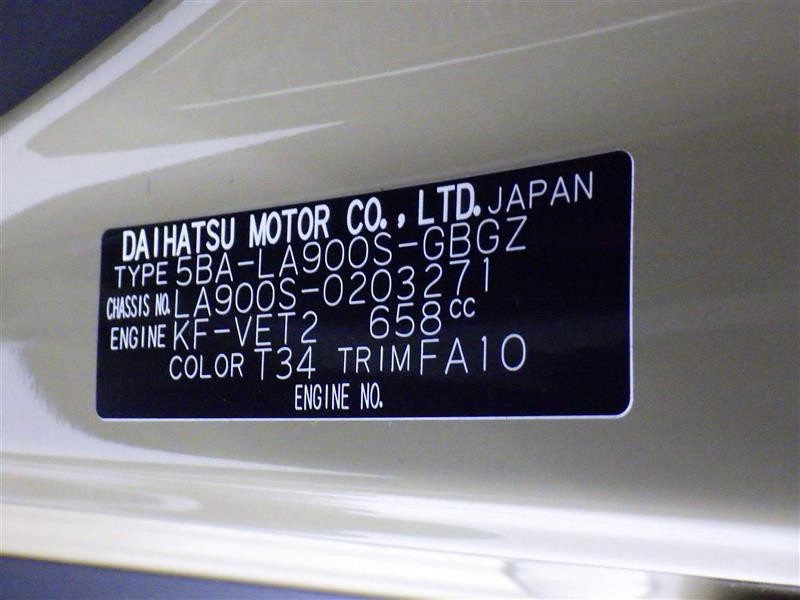 DAIHATSU MOTOR CO., LTD. JAPAN
TYPE 5BA-LA900S-GBGZ
CHASSIS NO. LA900S-0203271
ENGINE KF-VET2 658cc
COLOR T34 TRIM FA10
ENGINE NO.